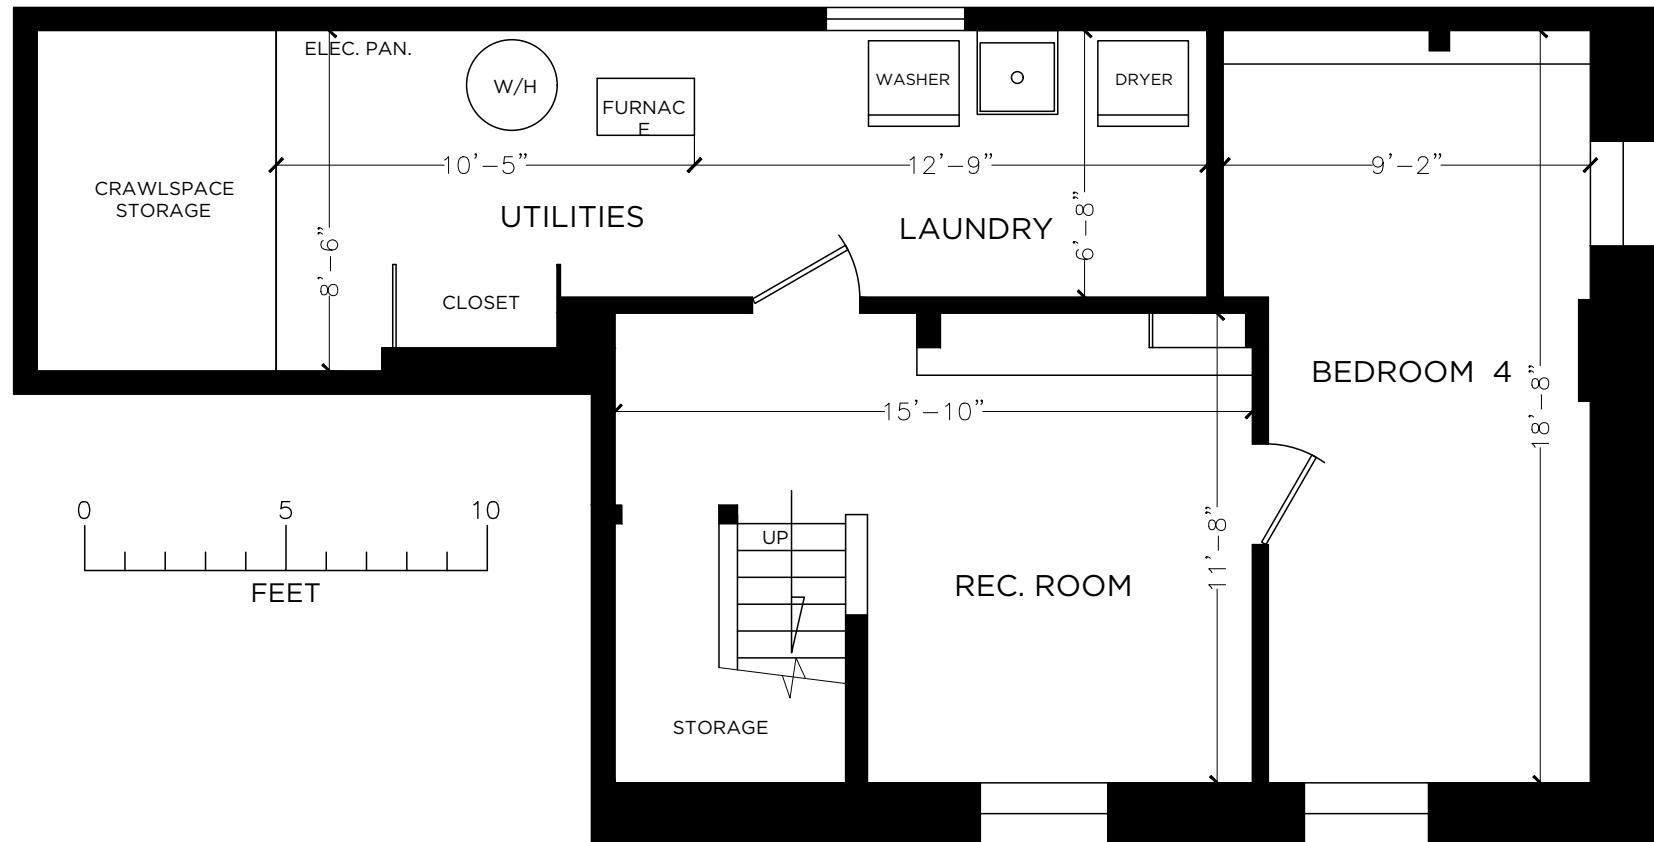 ELEC. PAN.
W/H
FURNAC
E
WASHER
DRYER
10'-5"
12'-9"
9'-2"
CRAWLSPACE
STORAGE
UTILITIES
LAUNDRY
6'-8"
8'-6"
CLOSET
BEDROOM 4
18'-8"
15'-10"
0 5 10
FEET
UP
11'-8"
REC. ROOM
STORAGE